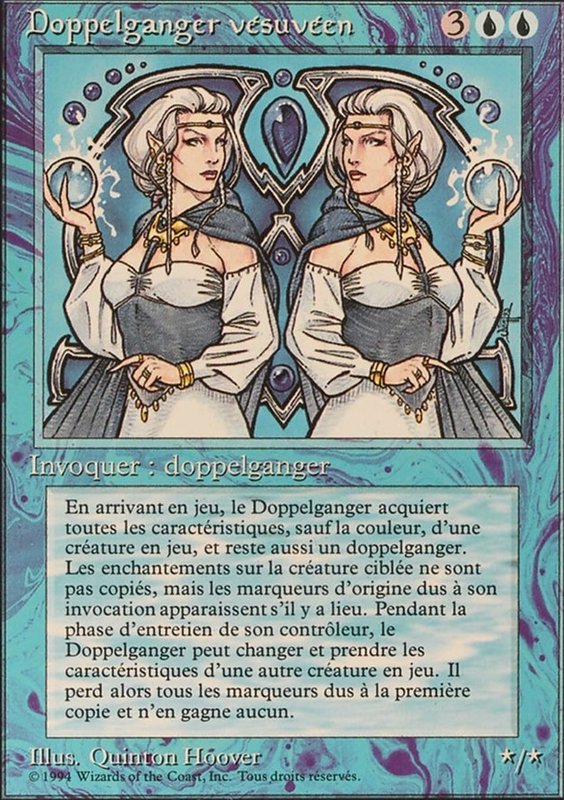 Doppelganger vésuvéen
3
Invoquer : doppelganger
En arrivant en jeu, le Doppelganger acquiert
toutes les caractéristiques, sauf la couleur, d'une
créature en jeu, et reste aussi un doppelganger.
Les enchantements sur la créature ciblée ne sont
pas copiés, mais les marqueurs d'origine dus à son
invocation apparaissent s'il y a lieu. Pendant la
phase d'entretien de son contrôleur, le
Doppelganger peut changer et prendre les
caractéristiques d'une autre créature en jeu. Il
perd alors tous les marqueurs dus à la première
copie et n'en gagne aucun.
Illus. Quinton Hoover
*/*
© 1994 Wizards of the Coast, Inc. Tous droits réservés.